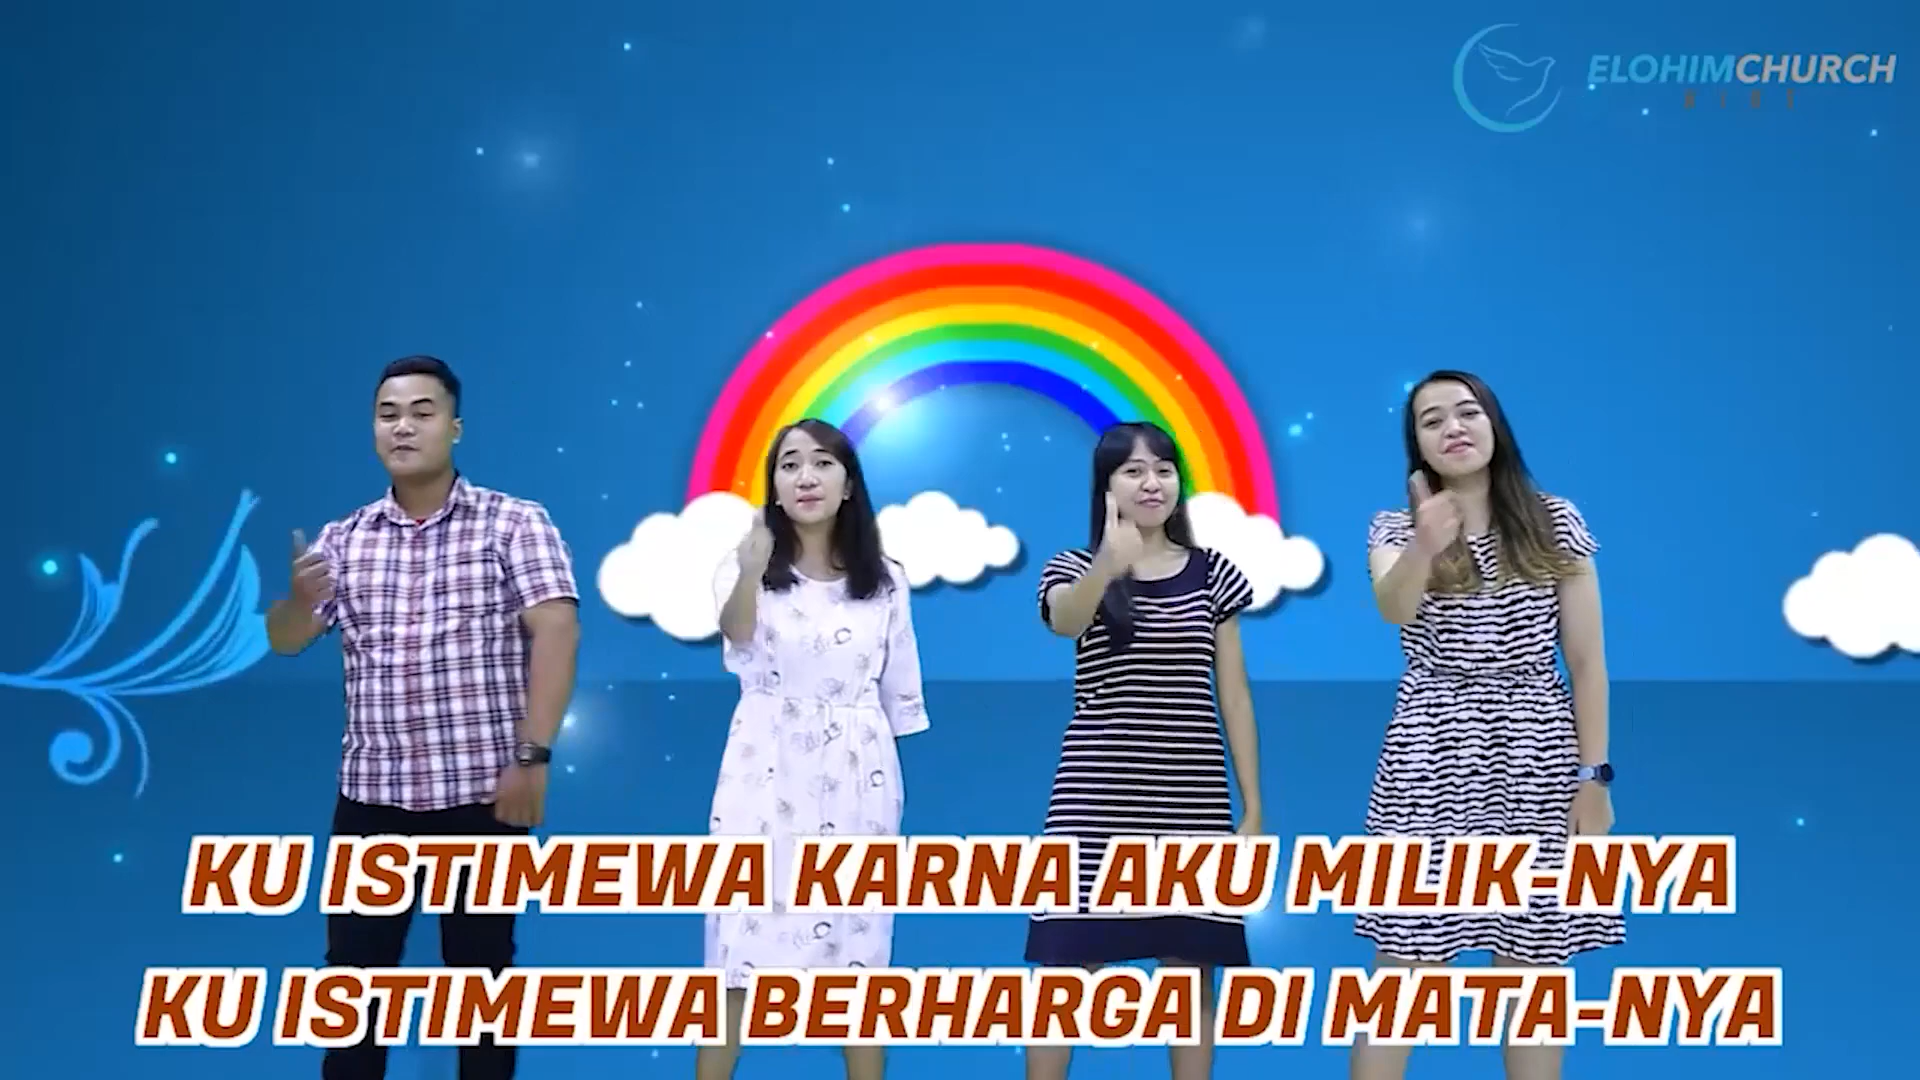 ELOHIMCHURCH
KU ISTIMEWA KARNA AKU MILIK-NYA
KU ISTIMEWA BERHARGA DI MATA-NYA